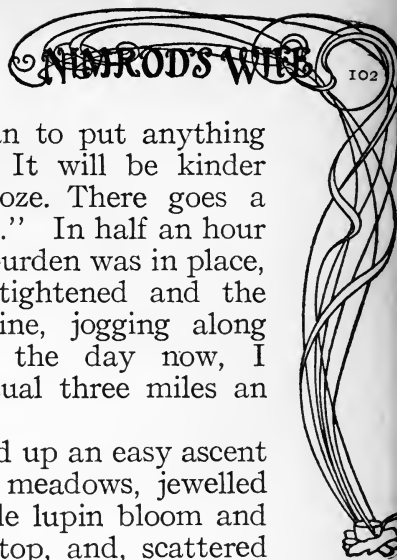 NIMROD'S WIFE 102
an to put anything
It will be kinder
oze. There goes a
." In half an hour
urden was in place,
tightened and the
ine, jogging along
the day now, I
sual three miles an
d up an easy ascent
meadows, jewelled
le lupin bloom and
top, and, scattered